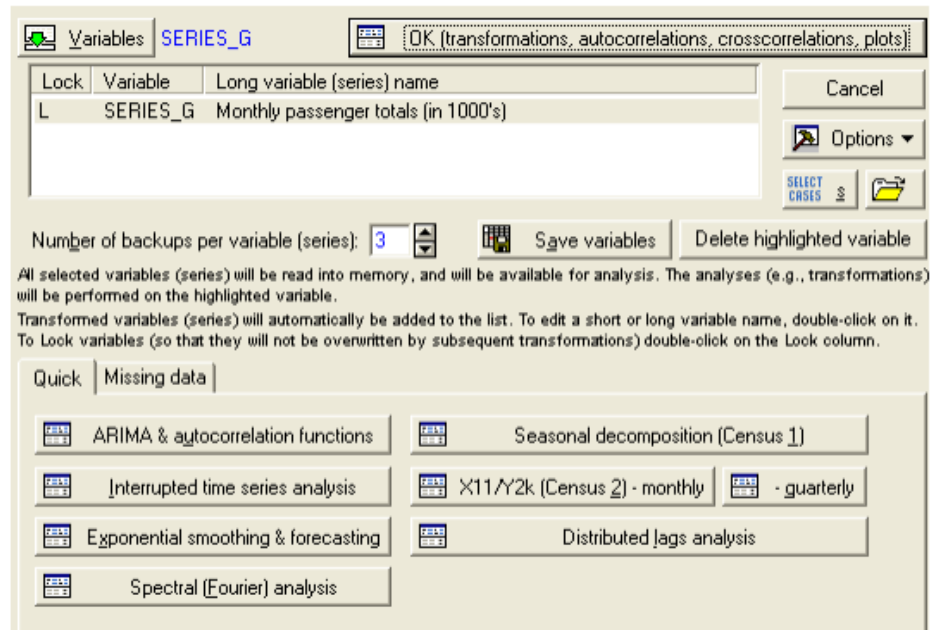 Variables SERIES_G OK (transformations, autocorrelations, crosscorrelations, plots)
Lock Variable Long variable (series) name
L SERIES_G Monthly passenger totals (in 1000's)
Cancel
Options
SELECT CASES S
Number of backups per variable (series): 3 Save variables Delete highlighted variable
All selected variables (series) will be read into memory, and will be available for analysis. The analyses (e.g., transformations)
will be performed on the highlighted variable.
Transformed variables (series) will automatically be added to the list. To edit a short or long variable name, double-click on it.
To Lock variables (so that they will not be overwritten by subsequent transformations) double-click on the Lock column.
Quick Missing data
ARIMA & autocorrelation functions Seasonal decomposition (Census 1)
Interrupted time series analysis X11/Y2k (Census 2) - monthly - quarterly
Exponential smoothing & forecasting Distributed lags analysis
Spectral (Fourier) analysis